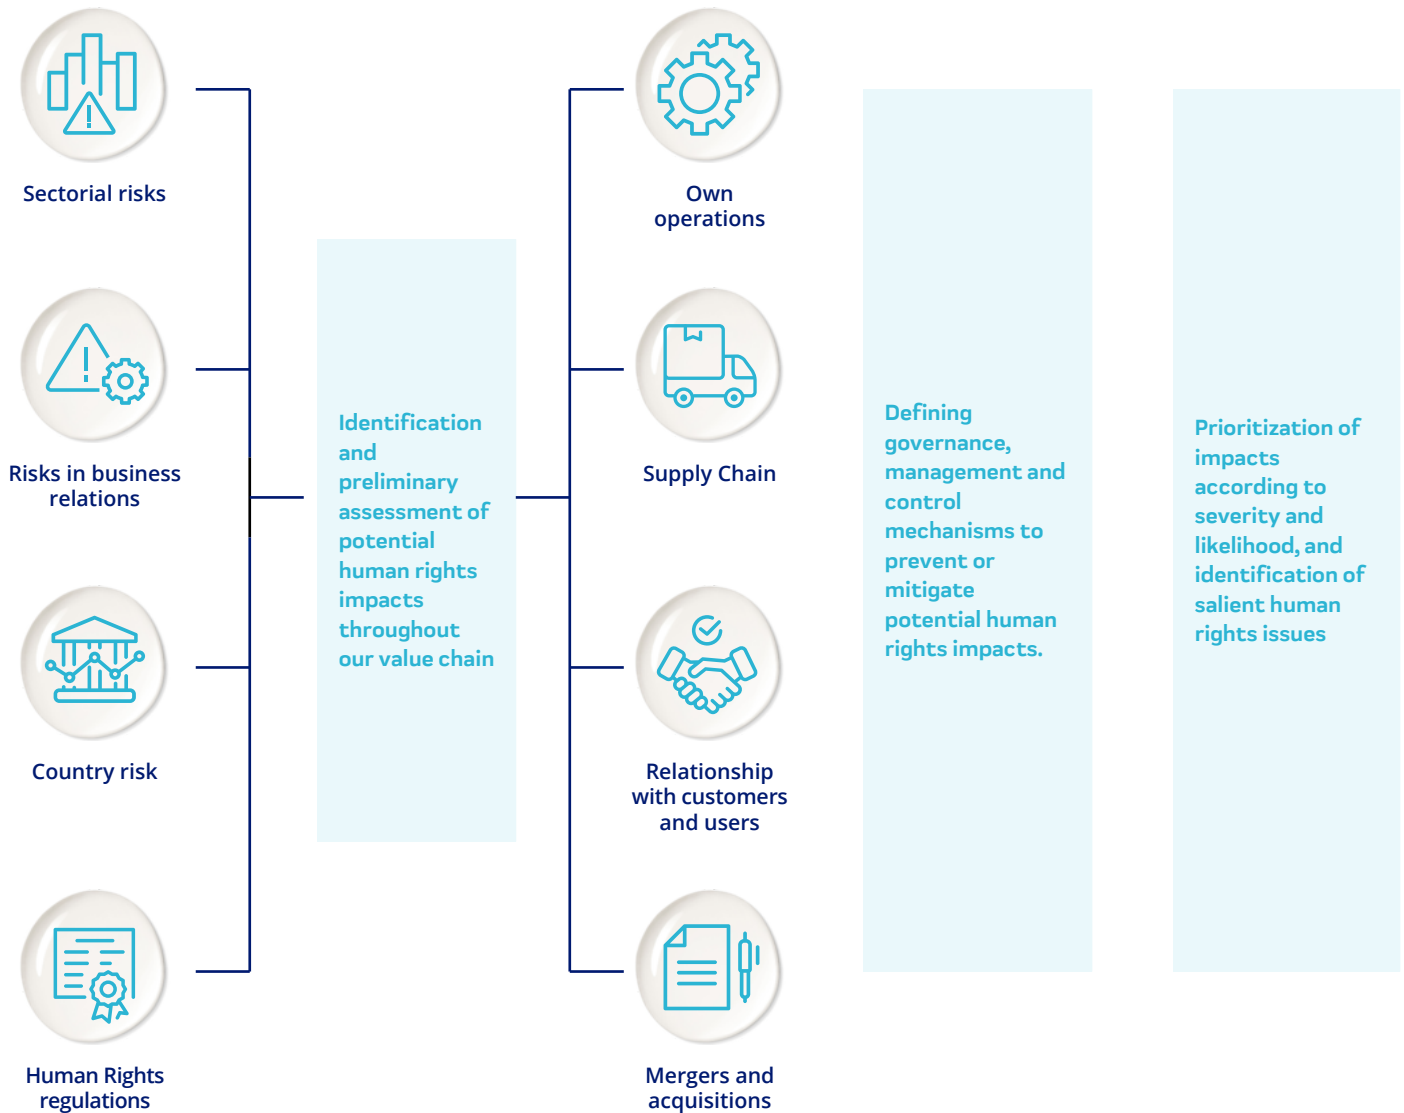 Sectorial risks
Risks in business
relations
Country risk
Human Rights
regulations
Identification
and
preliminary
assessment of
potential
human rights
impacts
throughout
our value chain
Own
operations
Supply Chain
Relationship
with customers
and users
Mergers and
acquisitions
Defining
governance,
management and
control
mechanisms to
prevent or
mitigate
potential human
rights impacts.
Prioritization of
impacts
according to
severity and
likelihood, and
identification of
salient human
rights issues